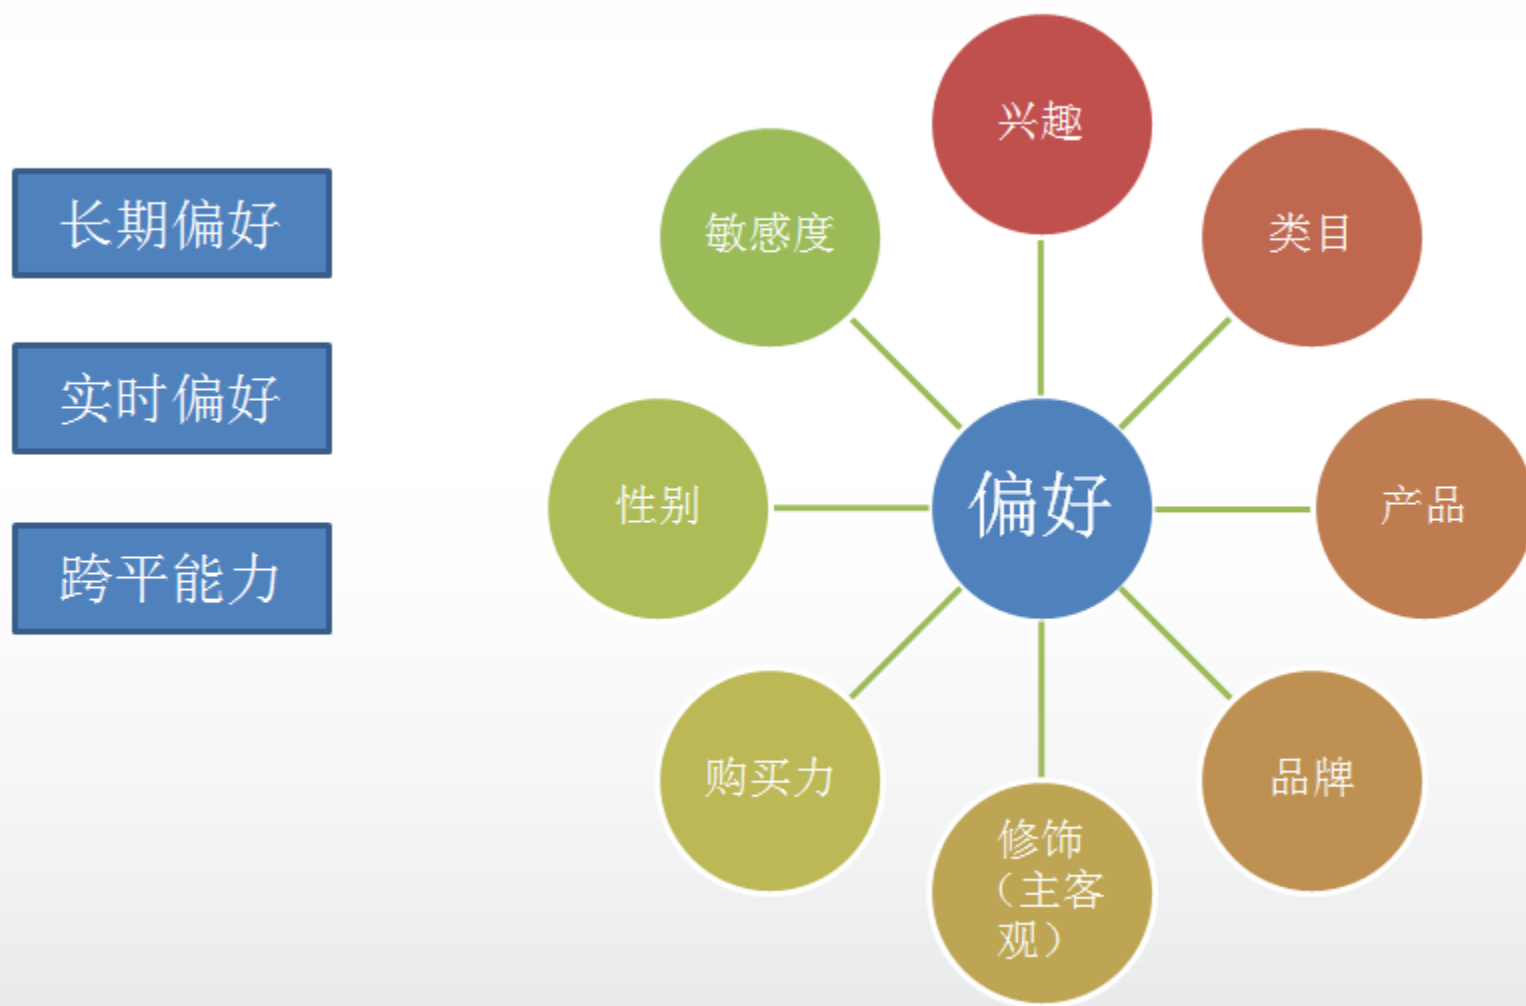 长期偏好
实时偏好
跨平能力
兴趣
类目
产品
品牌
修饰
（主客
观）
购买力
性别
敏感度
偏好